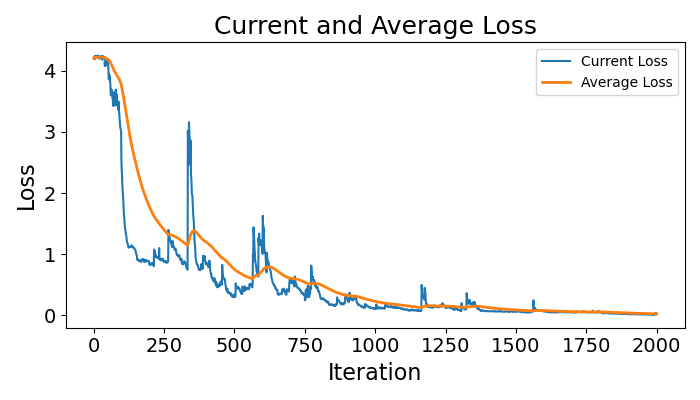 Current and Average Loss
Current Loss
Average Loss
4
3
2
1
0
Loss
0 250 500 750 1000 1250 1500 1750 2000
Iteration